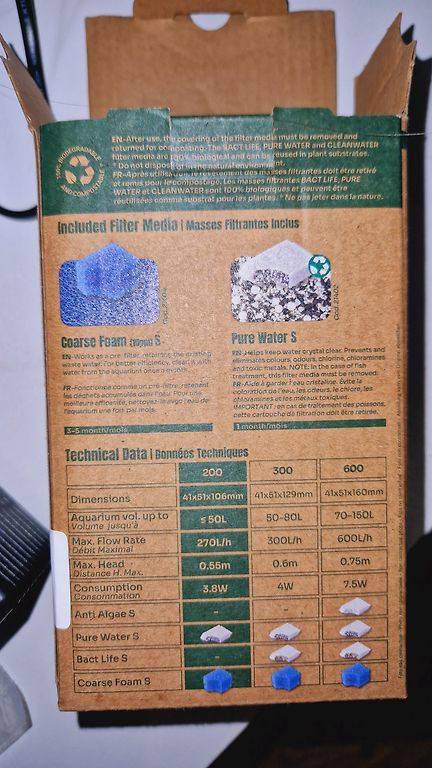 100% BIODEGRADABLE
AND COMPOSTABLE
EN-After use, the covering of the filter media must be removed and
returned for composting. The BACT LIFE, PURE WATER and CLEANWATER
filter media are 100% biological and can be reused in plant substrates.
* Do not dispose of in the natural environment.
FR-Après utilisation, le revêtement des masses filtrantes doit être retiré
et remis pour le compostage. Les masses filtrantes BACT LIFE, PURE
WATER et CLEANWATER sont 100% biologiques et peuvent être
réutilisées comme substrat pour les plantes. * Ne pas jeter dans la nature.
Included Filter Media | Masses Filtrantes Inclus
Coarse Foam (10ppi) S
EN-Works as a pre-filter, retaining the existing
waste water. For better efficiency, clean it with
water from the aquarium once a month.
FR-Fonctionne comme un pré-filtre, retenant
les déchets accumulés dans l'eau. Pour une
meilleure efficacité, nettoyez-le avec l'eau de
l'aquarium une fois par mois.
3-5 month/mois
Pure Water S
EN-Helps keep water crystal clear. Prevents and
eliminates colours, odours, chlorine, chloramines
and toxic metals. NOTE: In the case of fish
treatment, this filter media must be removed.
FR-Aide à garder l'eau cristalline. Évite la
coloration de l'eau, les odeurs, le chlore, les
chloramines et les métaux toxiques.
IMPORTANT: en cas de traitement des poissons,
cette cartouche de filtration doit être retirée.
1 month/mois
Technical Data | Données Techniques
200 300 600
Dimensions 41x51x106mm 41x51x129mm 41x51x160mm
Aquarium vol. up to ≤50L 50-80L 70-150L
Volume jusqu'à
Max. Flow Rate 270L/h 300L/h 600L/h
Débit Máximal
Max. Head 0.55m 0.6m 0.75m
Distance H. Max.
Consumption 3.8W 4W 7.5W
Consommation
Anti Algae S - -
Pure Water S
Bact Life S -
Coarse Foam S